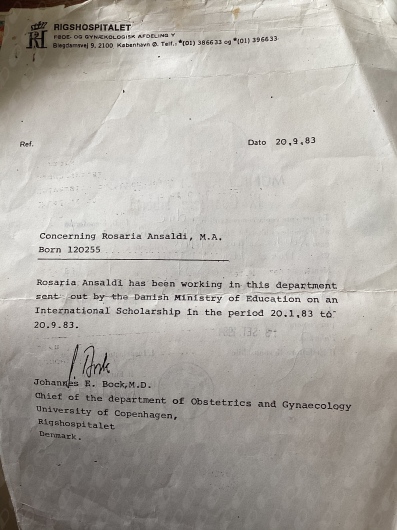 RIGSHOSPITALET
FØDE- OG GYNÆKOLOGISK AFDELING Y
Blegdamsvej 9, 2100 København Ø. Telf.: *(01) 386633 og *(01) 396633
Ref.
Dato 20.9.83
Concerning Rosaria Ansaldi, M.A.
Born 120255
Rosaria Ansaldi has been working in this department
sent out by the Danish Ministry of Education on an
International Scholarship in the period 20.1.83 to
20.9.83.
Johannes E. Bock,M.D.
Chief of the department of Obstetrics and Gynaecology
University of Copenhagen,
Rigshospitalet
Denmark.